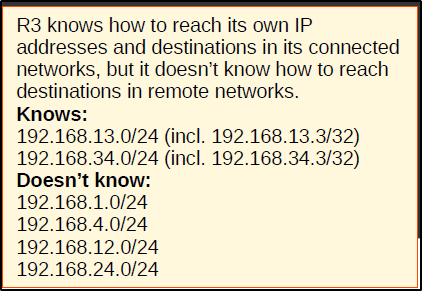 R3 knows how to reach its own IP
addresses and destinations in its connected
networks, but it doesn’t know how to reach
destinations in remote networks.
Knows:
192.168.13.0/24 (incl. 192.168.13.3/32)
192.168.34.0/24 (incl. 192.168.34.3/32)
Doesn’t know:
192.168.1.0/24
192.168.4.0/24
192.168.12.0/24
192.168.24.0/24